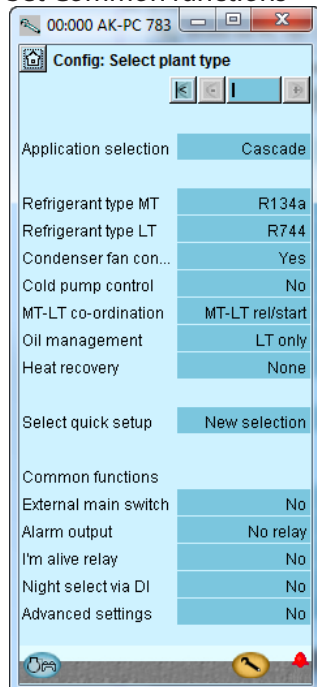 Set Common functions
00:000 AK-PC 783
Config: Select plant type
Application selection Cascade
Refrigerant type MT R134a
Refrigerant type LT R744
Condenser fan con... Yes
Cold pump control No
MT-LT co-ordination MT-LT rel/start
Oil management LT only
Heat recovery None
Select quick setup New selection
Common functions
External main switch No
Alarm output No relay
I'm alive relay No
Night select via DI No
Advanced settings No